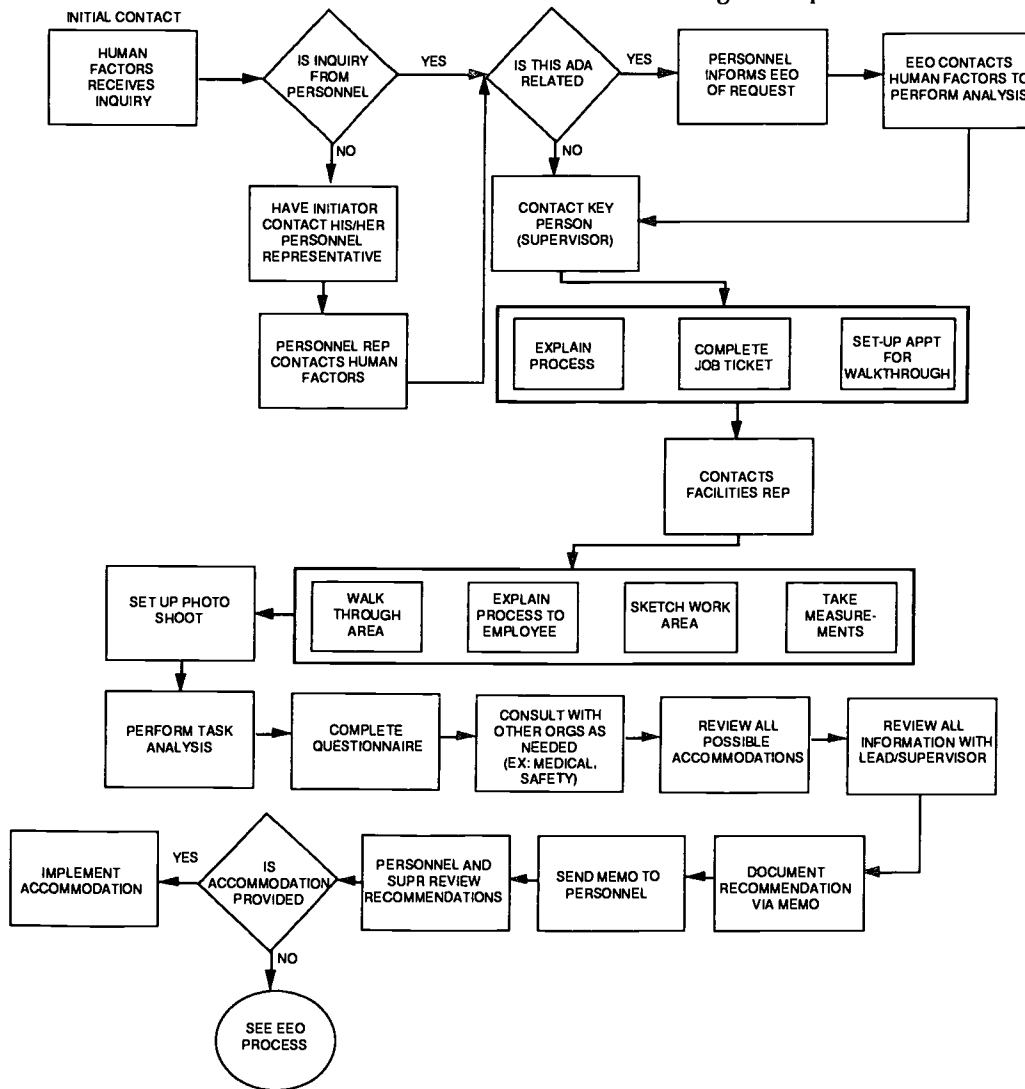 INITIAL CONTACT
HUMAN
FACTORS
RECEIVES
INQUIRY
IS INQUIRY
FROM
PERSONNEL
YES
NO
IS THIS ADA
RELATED
YES
NO
PERSONNEL
INFORMS EEO
OF REQUEST
EEO CONTACTS
HUMAN FACTORS TO
PERFORM ANALYSIS
HAVE INITIATOR
CONTACT HIS/HER
PERSONNEL
REPRESENTATIVE
CONTACT KEY
PERSON
(SUPERVISOR)
PERSONNEL REP
CONTACTS HUMAN
FACTORS
EXPLAIN
PROCESS
COMPLETE
JOB TICKET
SET-UP APPT
FOR
WALKTHROUGH
CONTACTS
FACILITIES REP
SET UP PHOTO
SHOOT
WALK
THROUGH
AREA
EXPLAIN
PROCESS TO
EMPLOYEE
SKETCH WORK
AREA
TAKE
MEASURE-
MENTS
PERFORM TASK
ANALYSIS
COMPLETE
QUESTIONNAIRE
CONSULT WITH
OTHER ORGS AS
NEEDED
(EX: MEDICAL,
SAFETY)
REVIEW ALL
POSSIBLE
ACCOMMODATIONS
REVIEW ALL
INFORMATION WITH
LEAD/SUPERVISOR
IMPLEMENT
ACCOMMODATION
YES
IS
ACCOMMODATION
PROVIDED
NO
PERSONNEL AND
SUPR REVIEW
RECOMMENDATIONS
SEND MEMO TO
PERSONNEL
DOCUMENT
RECOMMENDATION
VIA MEMO
SEE EEO
PROCESS